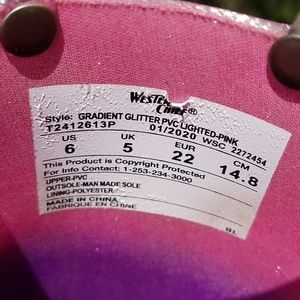 WESTERN
CHIEF®
Style: GRADIENT GLITTER PVC LIGHTED-PINK
T2412613P 01/2020 WSC 2272454
US UK EUR CM
6 5 22 14.8
This Product is Copyright Protected
For Info Contact: 1-253-234-3000
UPPER-PVC
OUTSOLE-MAN MADE SOLE
LINING-POLYESTER
MADE IN CHINA
FABRIQUE EN CHINE
BL